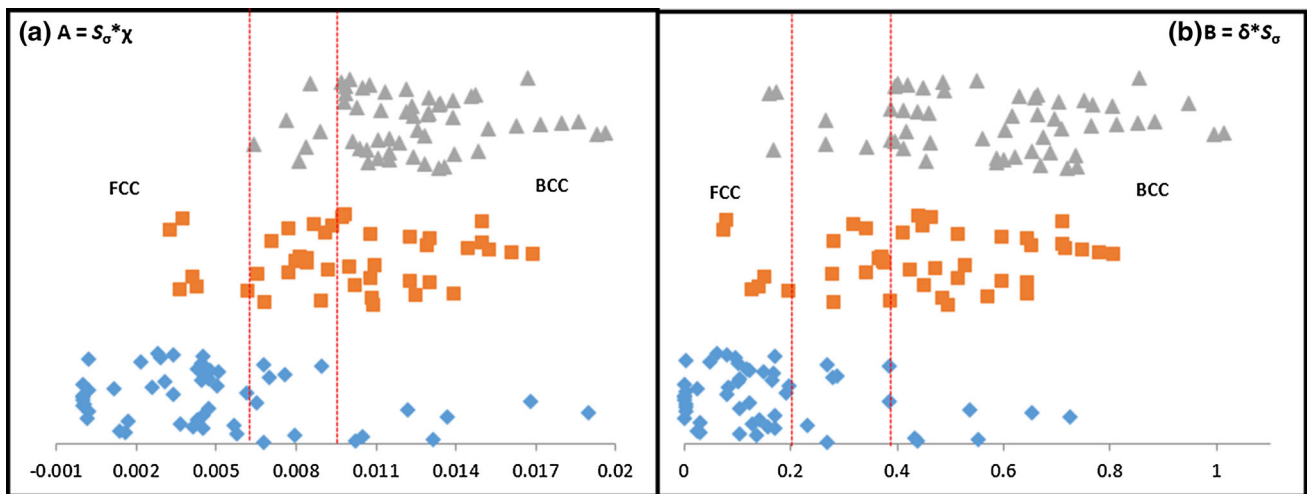 (a) A = Sσ*χ
(b) B = δ*Sσ
FCC
BCC
FCC
BCC
-0.001 0.002 0.005 0.008 0.011 0.014 0.017 0.02
0 0.2 0.4 0.6 0.8 1